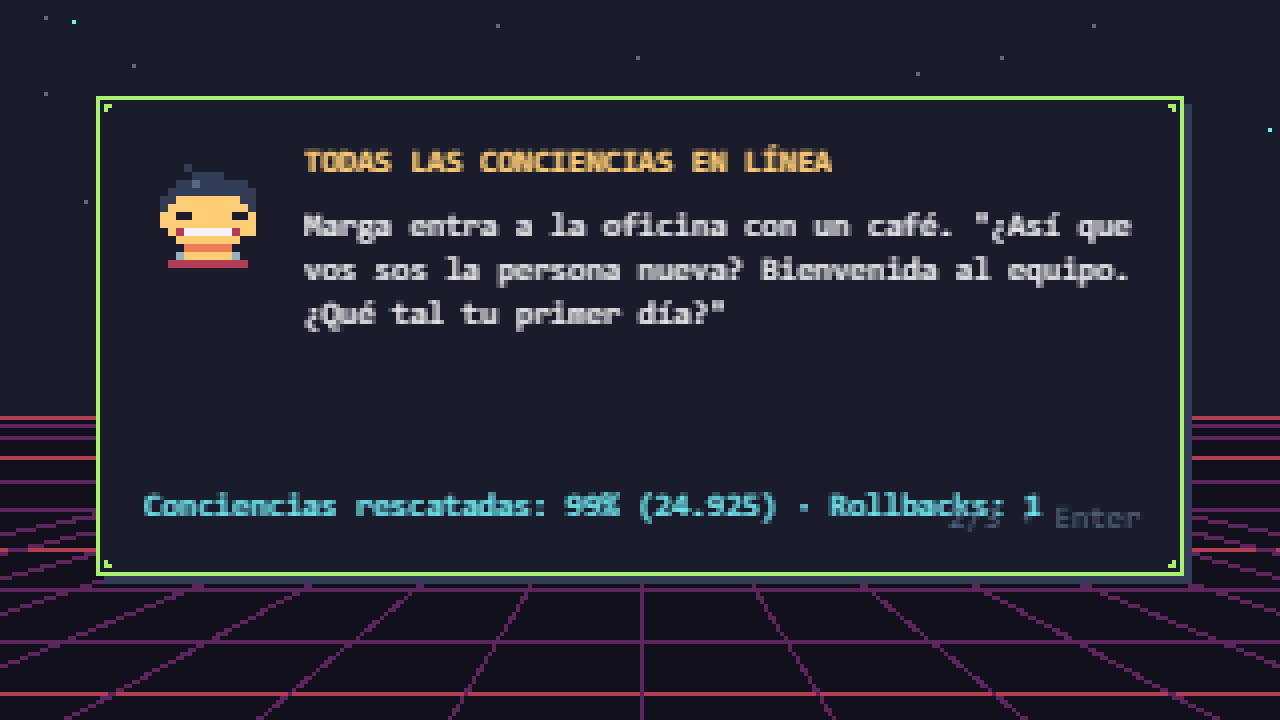 TODAS LAS CONCIENCIAS EN LÍNEA
Marga entra a la oficina con un café. "¿Así que
vos sos la persona nueva? Bienvenida al equipo.
¿Qué tal tu primer día?"
Conciencias rescatadas: 99% (24.925) · Rollbacks: 1
Enter